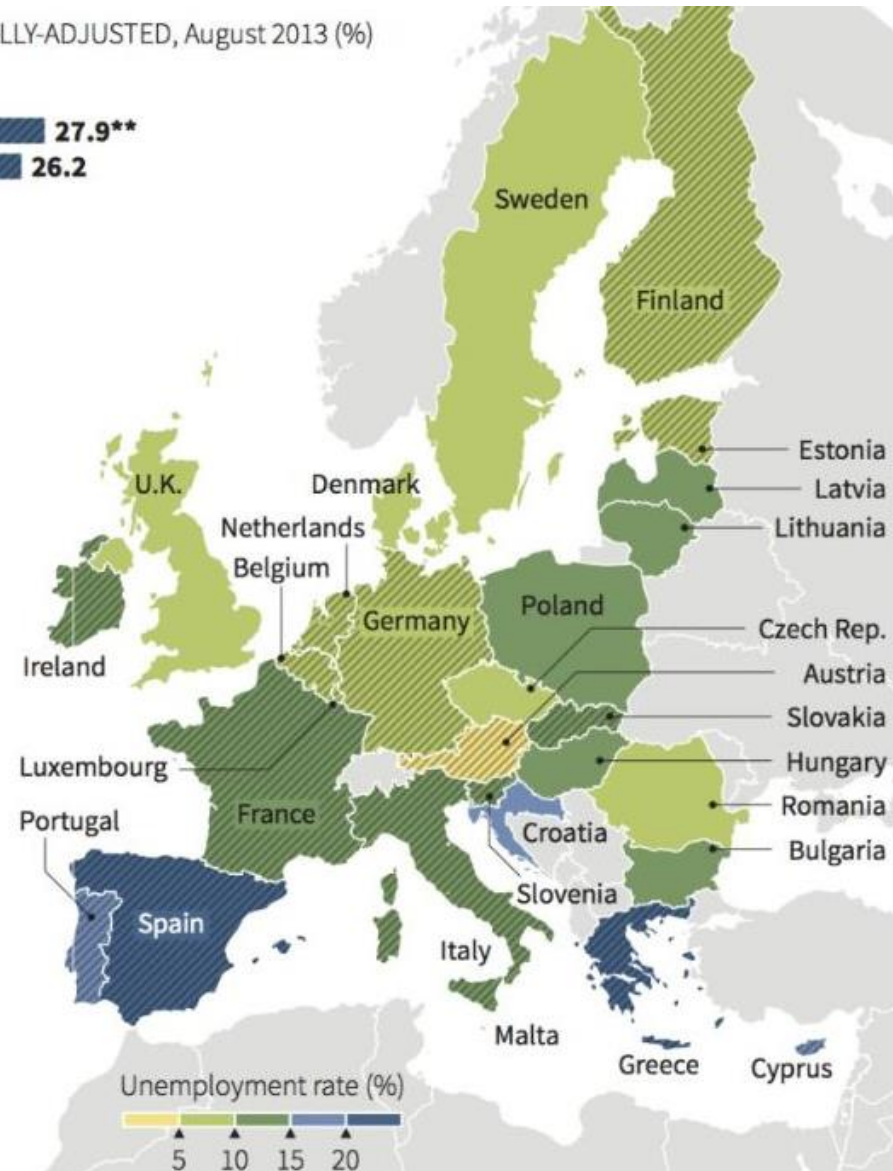 LLY-ADJUSTED, August 2013 (%)
27.9**
26.2
Sweden
Finland
Estonia
U.K.
Denmark
Latvia
Netherlands
Lithuania
Belgium
Poland
Germany
Czech Rep.
Ireland
Austria
Slovakia
Luxembourg
Hungary
Romania
France
Portugal
Croatia
Bulgaria
Slovenia
Spain
Italy
Malta
Greece
Cyprus
Unemployment rate (%)
5 10 15 20